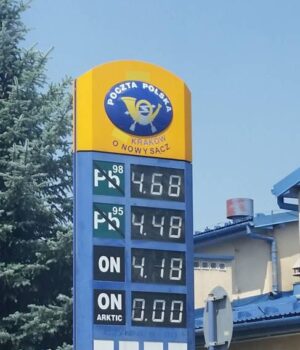 POCZTA POLSKA
KRAKÓW
O NOWY SĄCZ
Pb 98 4.68
Pb 95 4.48
ON 4.18
ON ARKTIC 0.00